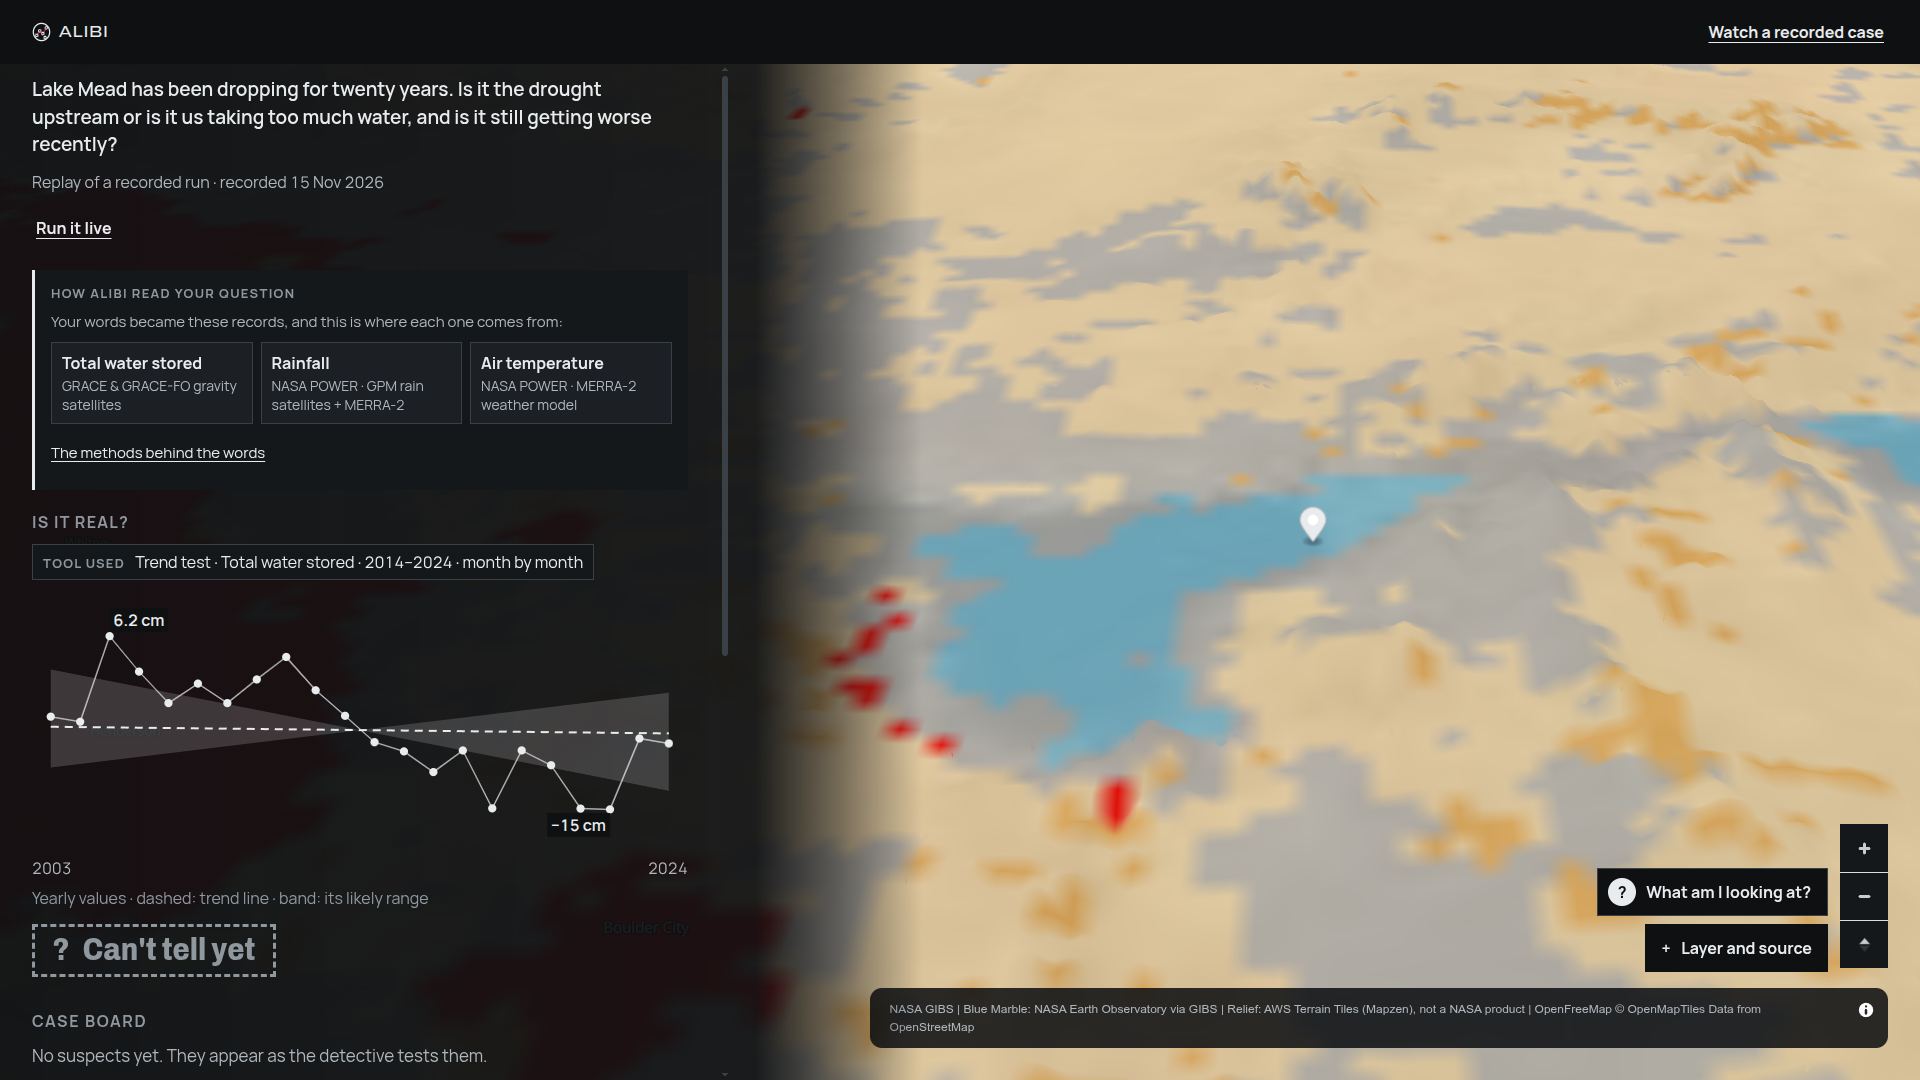 ALIBI
Watch a recorded case
Lake Mead has been dropping for twenty years. Is it the drought
upstream or is it us taking too much water, and is it still getting worse
recently?
Replay of a recorded run · recorded 15 Nov 2026
Run it live
HOW ALIBI READ YOUR QUESTION
Your words became these records, and this is where each one comes from:
Total water stored
GRACE & GRACE-FO gravity
satellites
Rainfall
NASA POWER · GPM rain
satellites + MERRA-2
Air temperature
NASA POWER · MERRA-2
weather model
The methods behind the words
IS IT REAL?
TOOL USED Trend test · Total water stored · 2014–2024 · month by month
6.2 cm
−15 cm
2003
2024
Yearly values · dashed: trend line · band: its likely range
Boulder City
? Can't tell yet
CASE BOARD
No suspects yet. They appear as the detective tests them.
+
? What am I looking at?
−
+ Layer and source
NASA GIBS | Blue Marble: NASA Earth Observatory via GIBS | Relief: AWS Terrain Tiles (Mapzen), not a NASA product | OpenFreeMap © OpenMapTiles Data from
OpenStreetMap